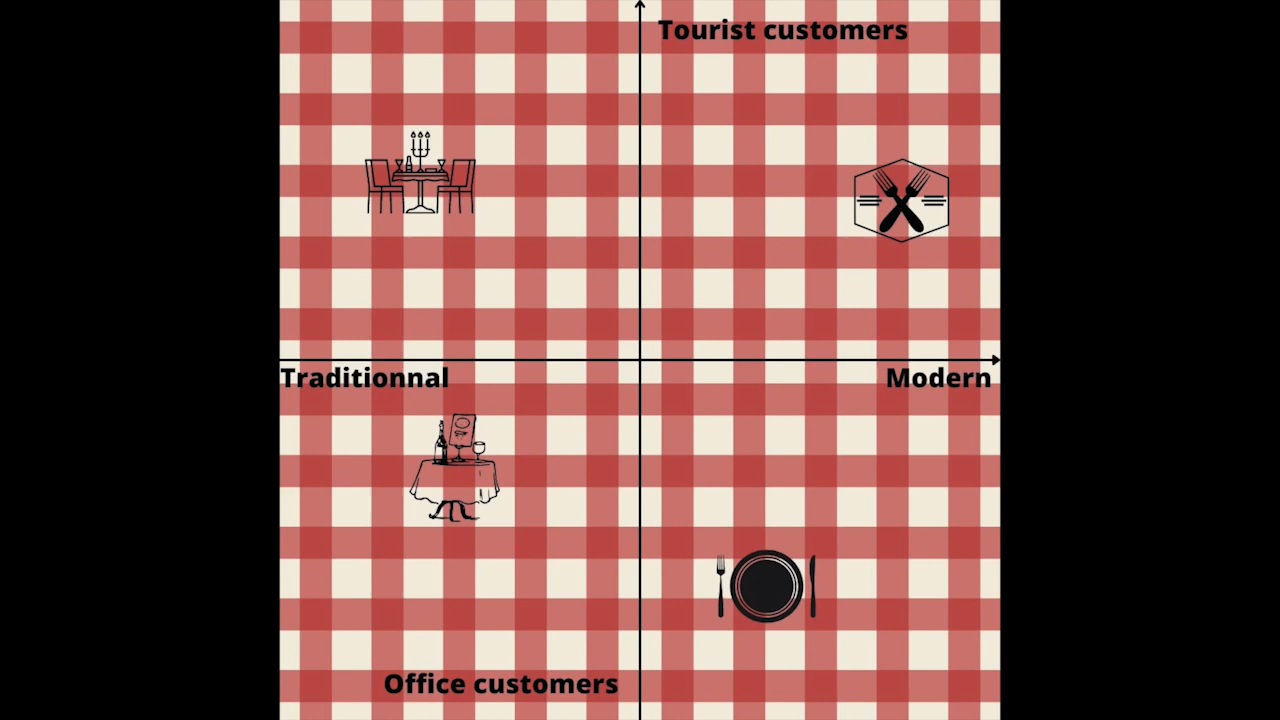 Tourist customers
Traditionnal
Modern
Office customers